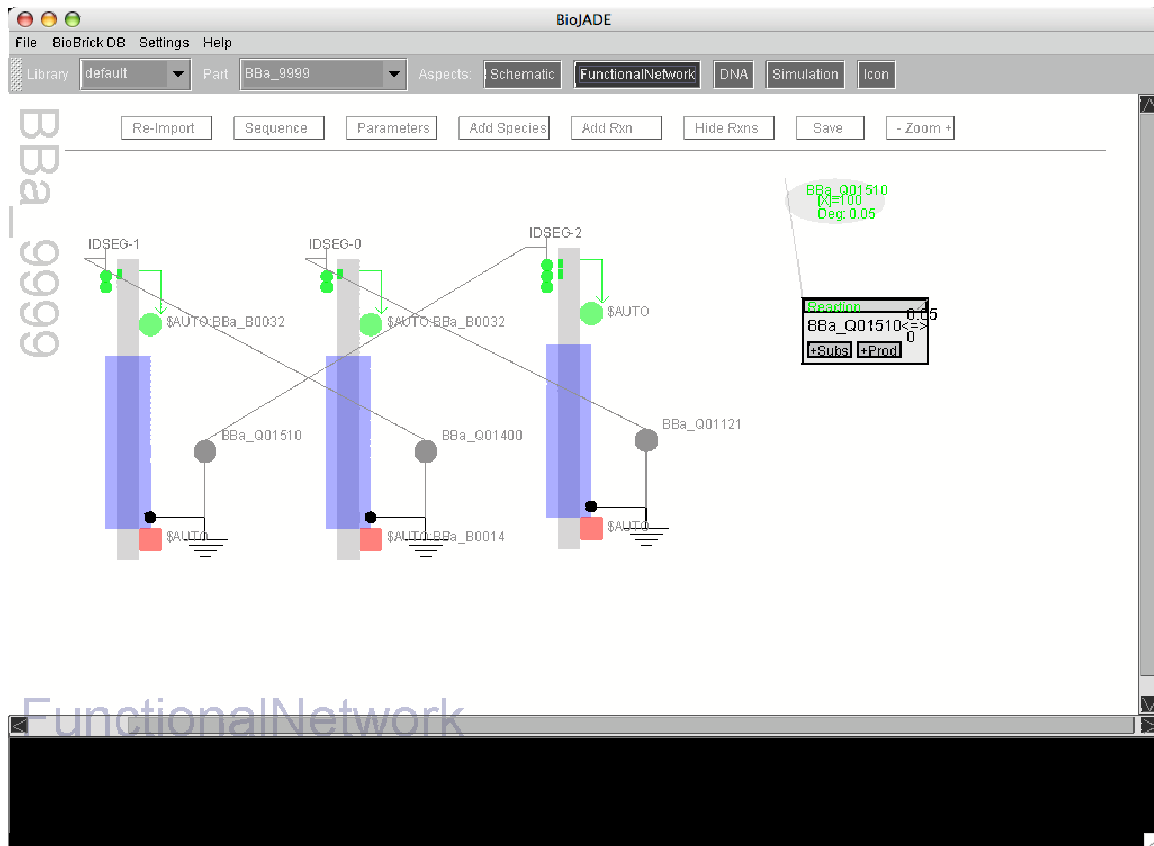 BioJADE
File BioBrick DB Settings Help
Library default Part BBa_9999 Aspects: Schematic FunctionalNetwork DNA Simulation Icon
BBa_9999
Re-Import Sequence Parameters Add Species Add Rxn Hide Rxns Save - Zoom +
BBa_Q01510
[X]=100
Deg: 0.05
IDSEG-1 IDSEG-0 IDSEG-2
$AUTO:BBa_B0032 $AUTO:BBa_B0032 $AUTO
Reaction
0.05
BBa_Q01510<=>
0
+Subs +Prod
BBa_Q01510 BBa_Q01400 BBa_Q01121
$AUTO $AUTO:BBa_B0014 $AUTO
FunctionalNetwork